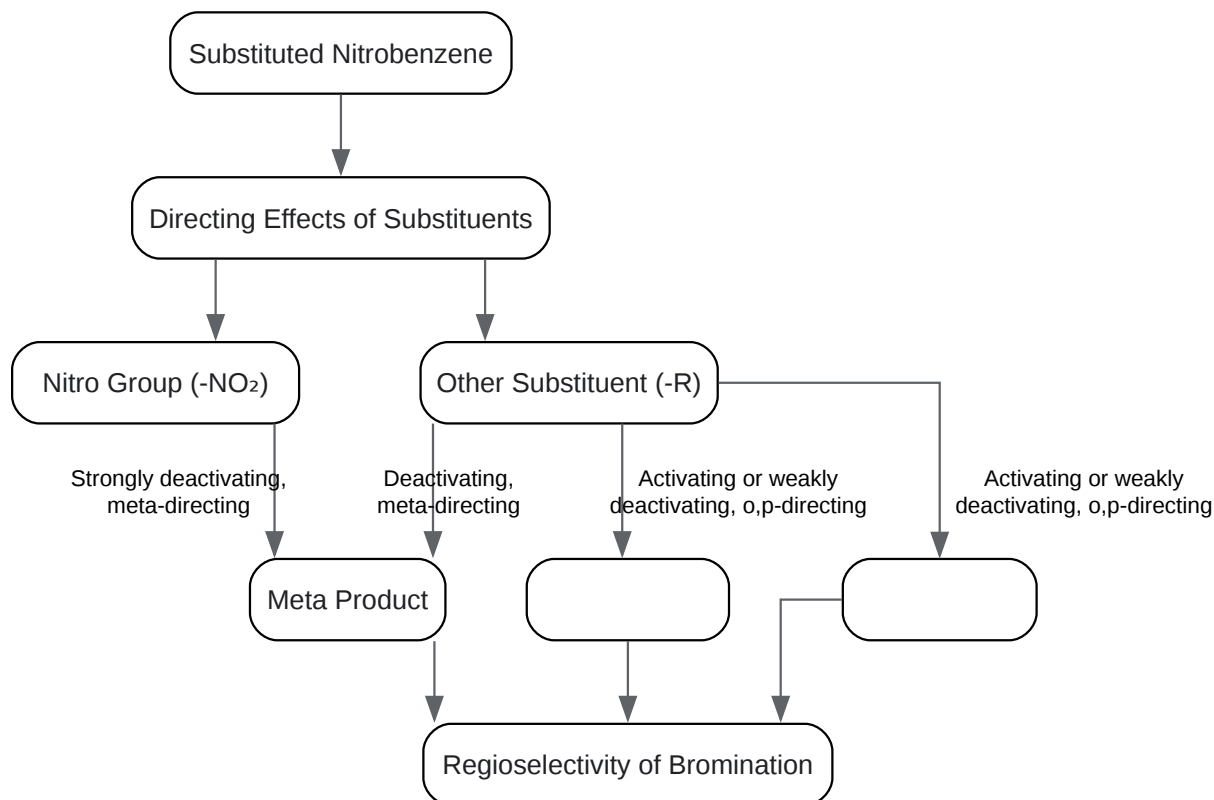 Substituted Nitrobenzene
Directing Effects of Substituents
Nitro Group (-NO₂)
Other Substituent (-R)
Strongly deactivating,
meta-directing
Deactivating,
meta-directing
Activating or weakly
deactivating, o,p-directing
Activating or weakly
deactivating, o,p-directing
Meta Product
Regioselectivity of Bromination